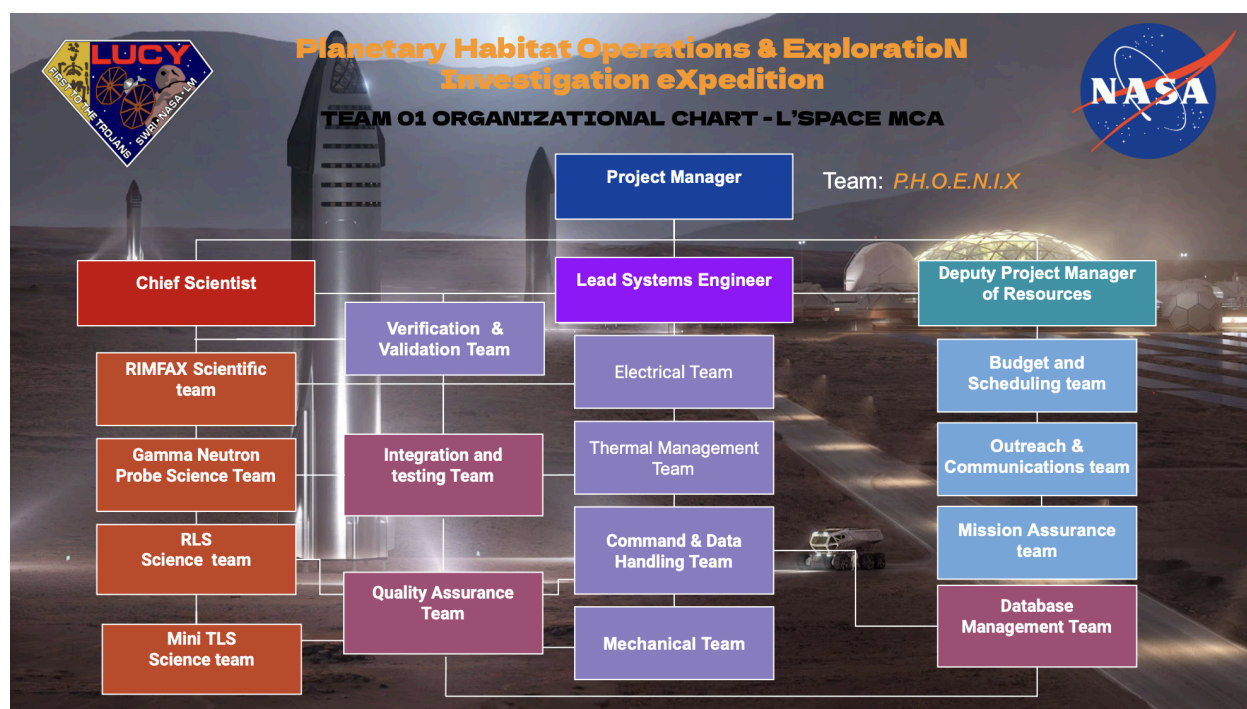 LUCY
FIRST TO THE TROJANS
SWRI • NASA • LM
Planetary Habitat Operations & ExploratioN
Investigation eXpedition
TEAM 01 ORGANIZATIONAL CHART - L'SPACE MCA
NASA
Project Manager
Team: P.H.O.E.N.I.X
Chief Scientist
Lead Systems Engineer
Deputy Project Manager
of Resources
Verification &
Validation Team
RIMFAX Scientific
team
Electrical Team
Budget and
Scheduling team
Gamma Neutron
Probe Science Team
Integration and
testing Team
Thermal Management
Team
Outreach &
Communications team
RLS
Science team
Command & Data
Handling Team
Mission Assurance
team
Quality Assurance
Team
Database
Management Team
Mini TLS
Science team
Mechanical Team